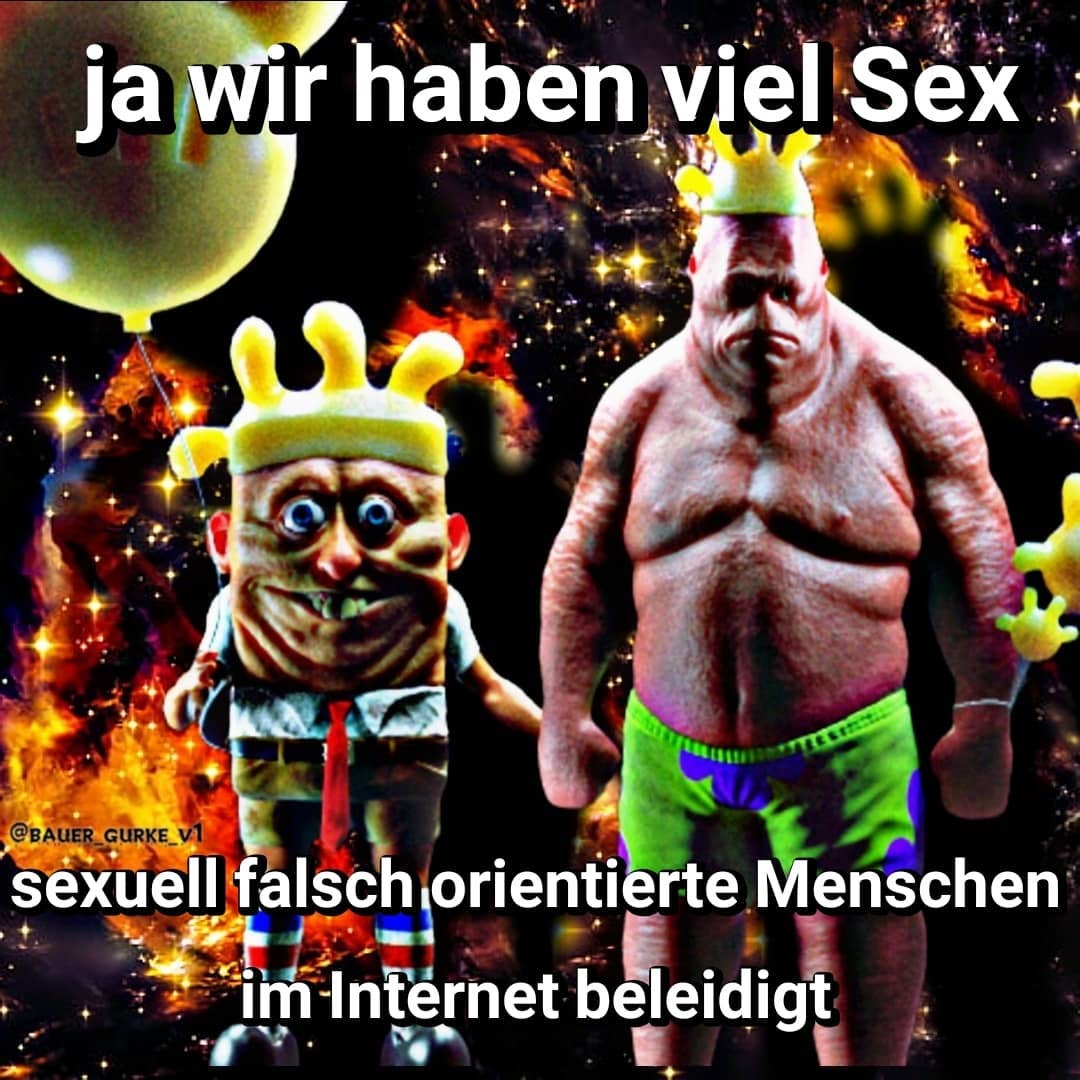 ja wir haben viel Sex
@BAUER_GURKE_V1
sexuell falsch orientierte Menschen
im Internet beleidigt